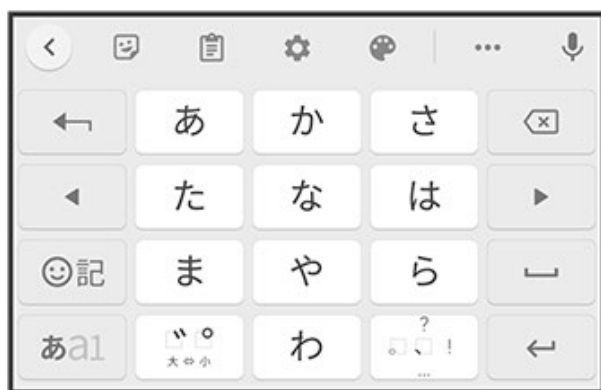 あ か さ
た な は
記 ま や ら
あa1 ゛゜ 大⇔小 わ 。、?!…